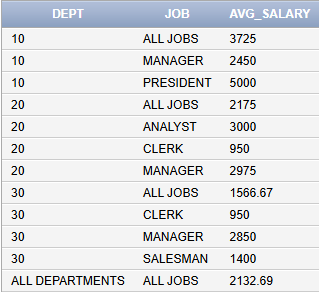 DEPT JOB AVG_SALARY
10 ALL JOBS 3725
10 MANAGER 2450
10 PRESIDENT 5000
20 ALL JOBS 2175
20 ANALYST 3000
20 CLERK 950
20 MANAGER 2975
30 ALL JOBS 1566.67
30 CLERK 950
30 MANAGER 2850
30 SALESMAN 1400
ALL DEPARTMENTS ALL JOBS 2132.69